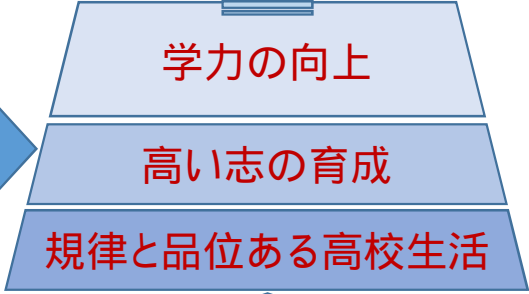 学力の向上
高い志の育成
規律と品位ある高校生活